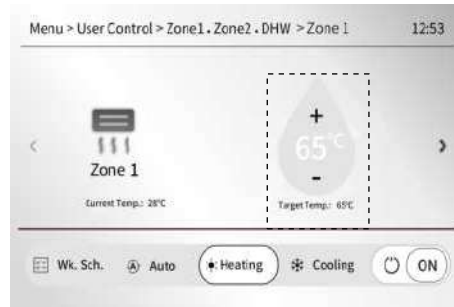 Menu > User Control > Zone1 . Zone2 . DHW > Zone 1 12:53
+
65℃
-
Zone 1
Current Temp.: 28℃ Target Temp.: 65℃
Wk. Sch. A Auto Heating Cooling ON